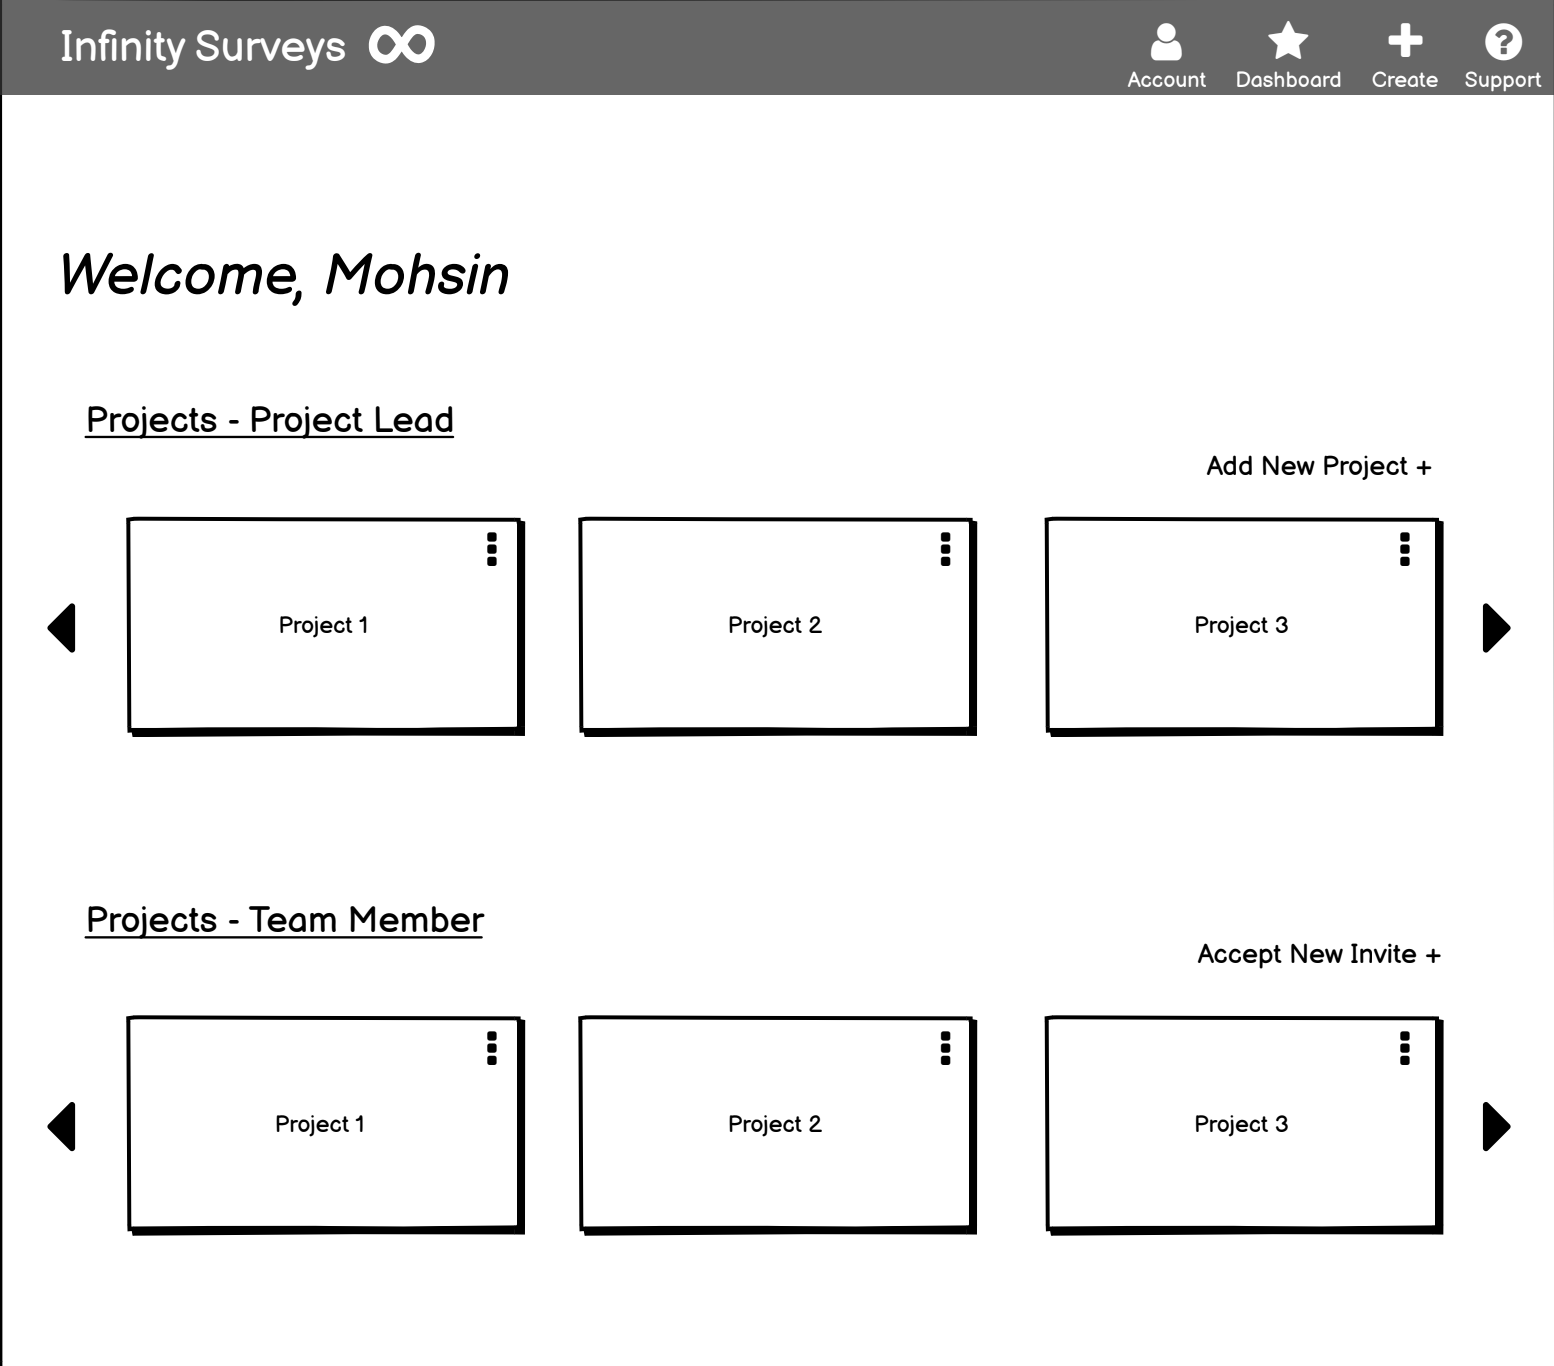 Infinity Surveys
Account Dashboard Create Support
Welcome, Mohsin
Projects - Project Lead
Add New Project +
Project 1
Project 2
Project 3
Projects - Team Member
Accept New Invite +
Project 1
Project 2
Project 3